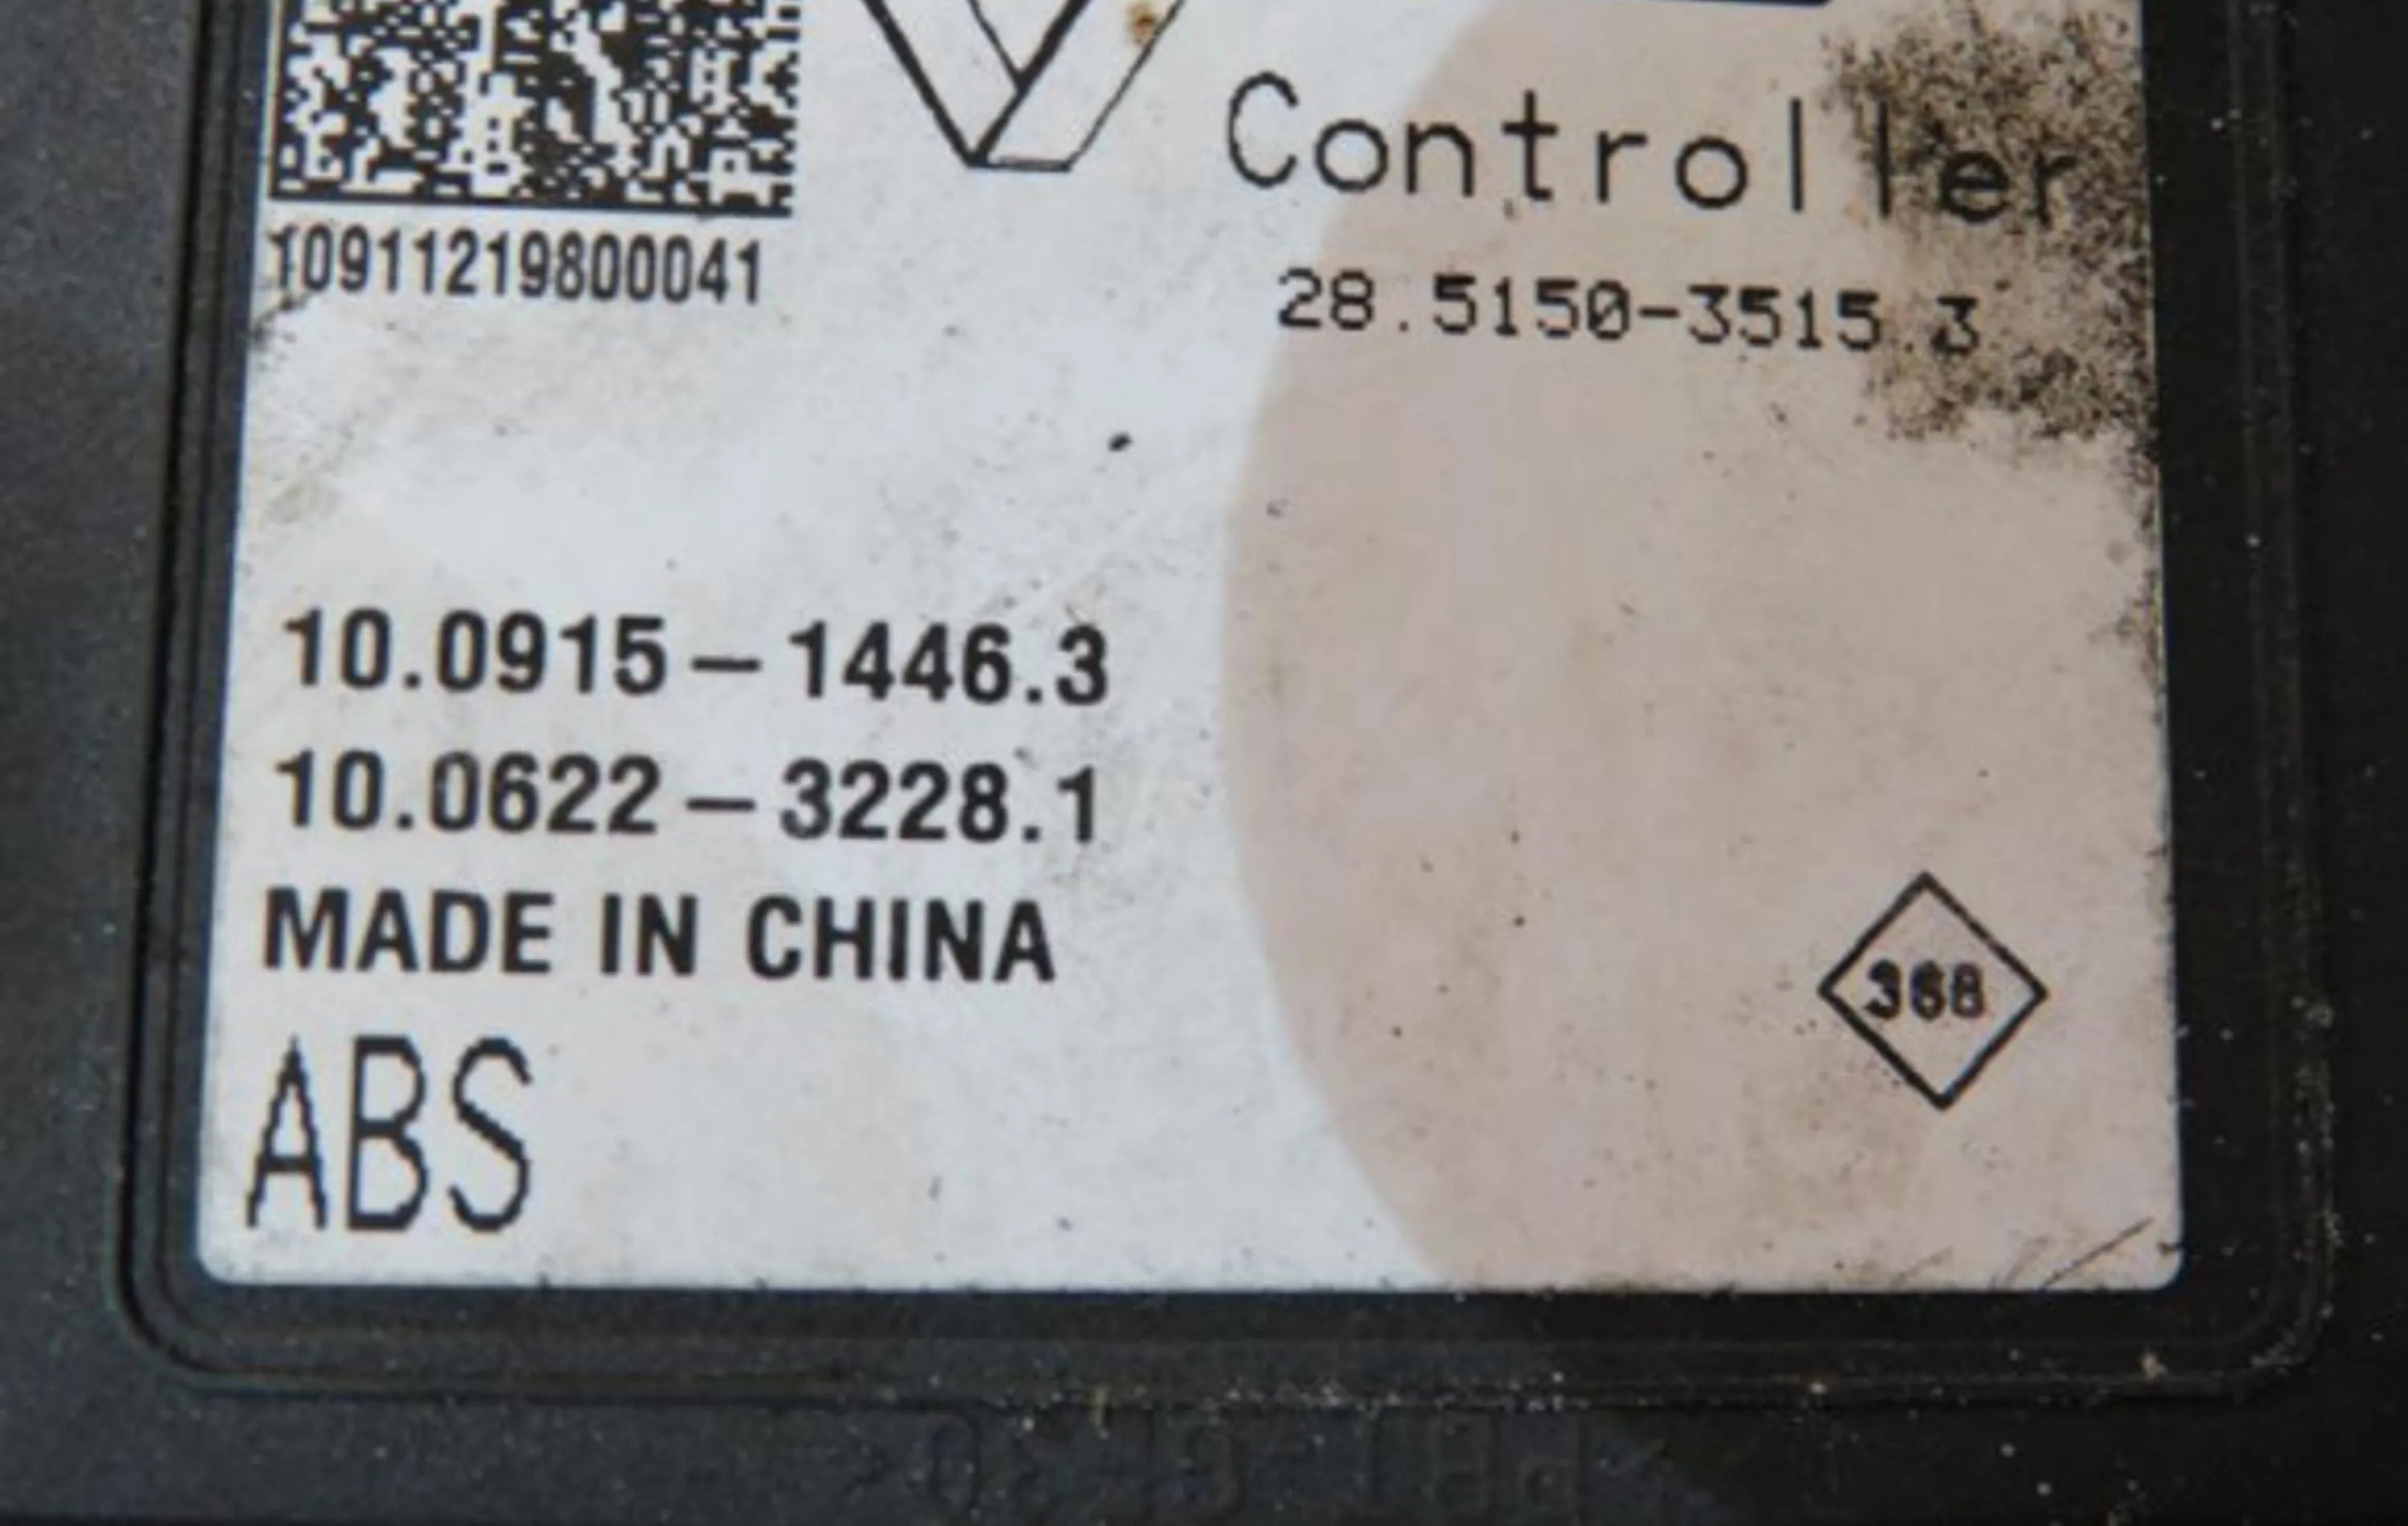 Controller
10911219800041
28.5150-3515.3
10.0915-1446.3
10.0622-3228.1
MADE IN CHINA
368
ABS